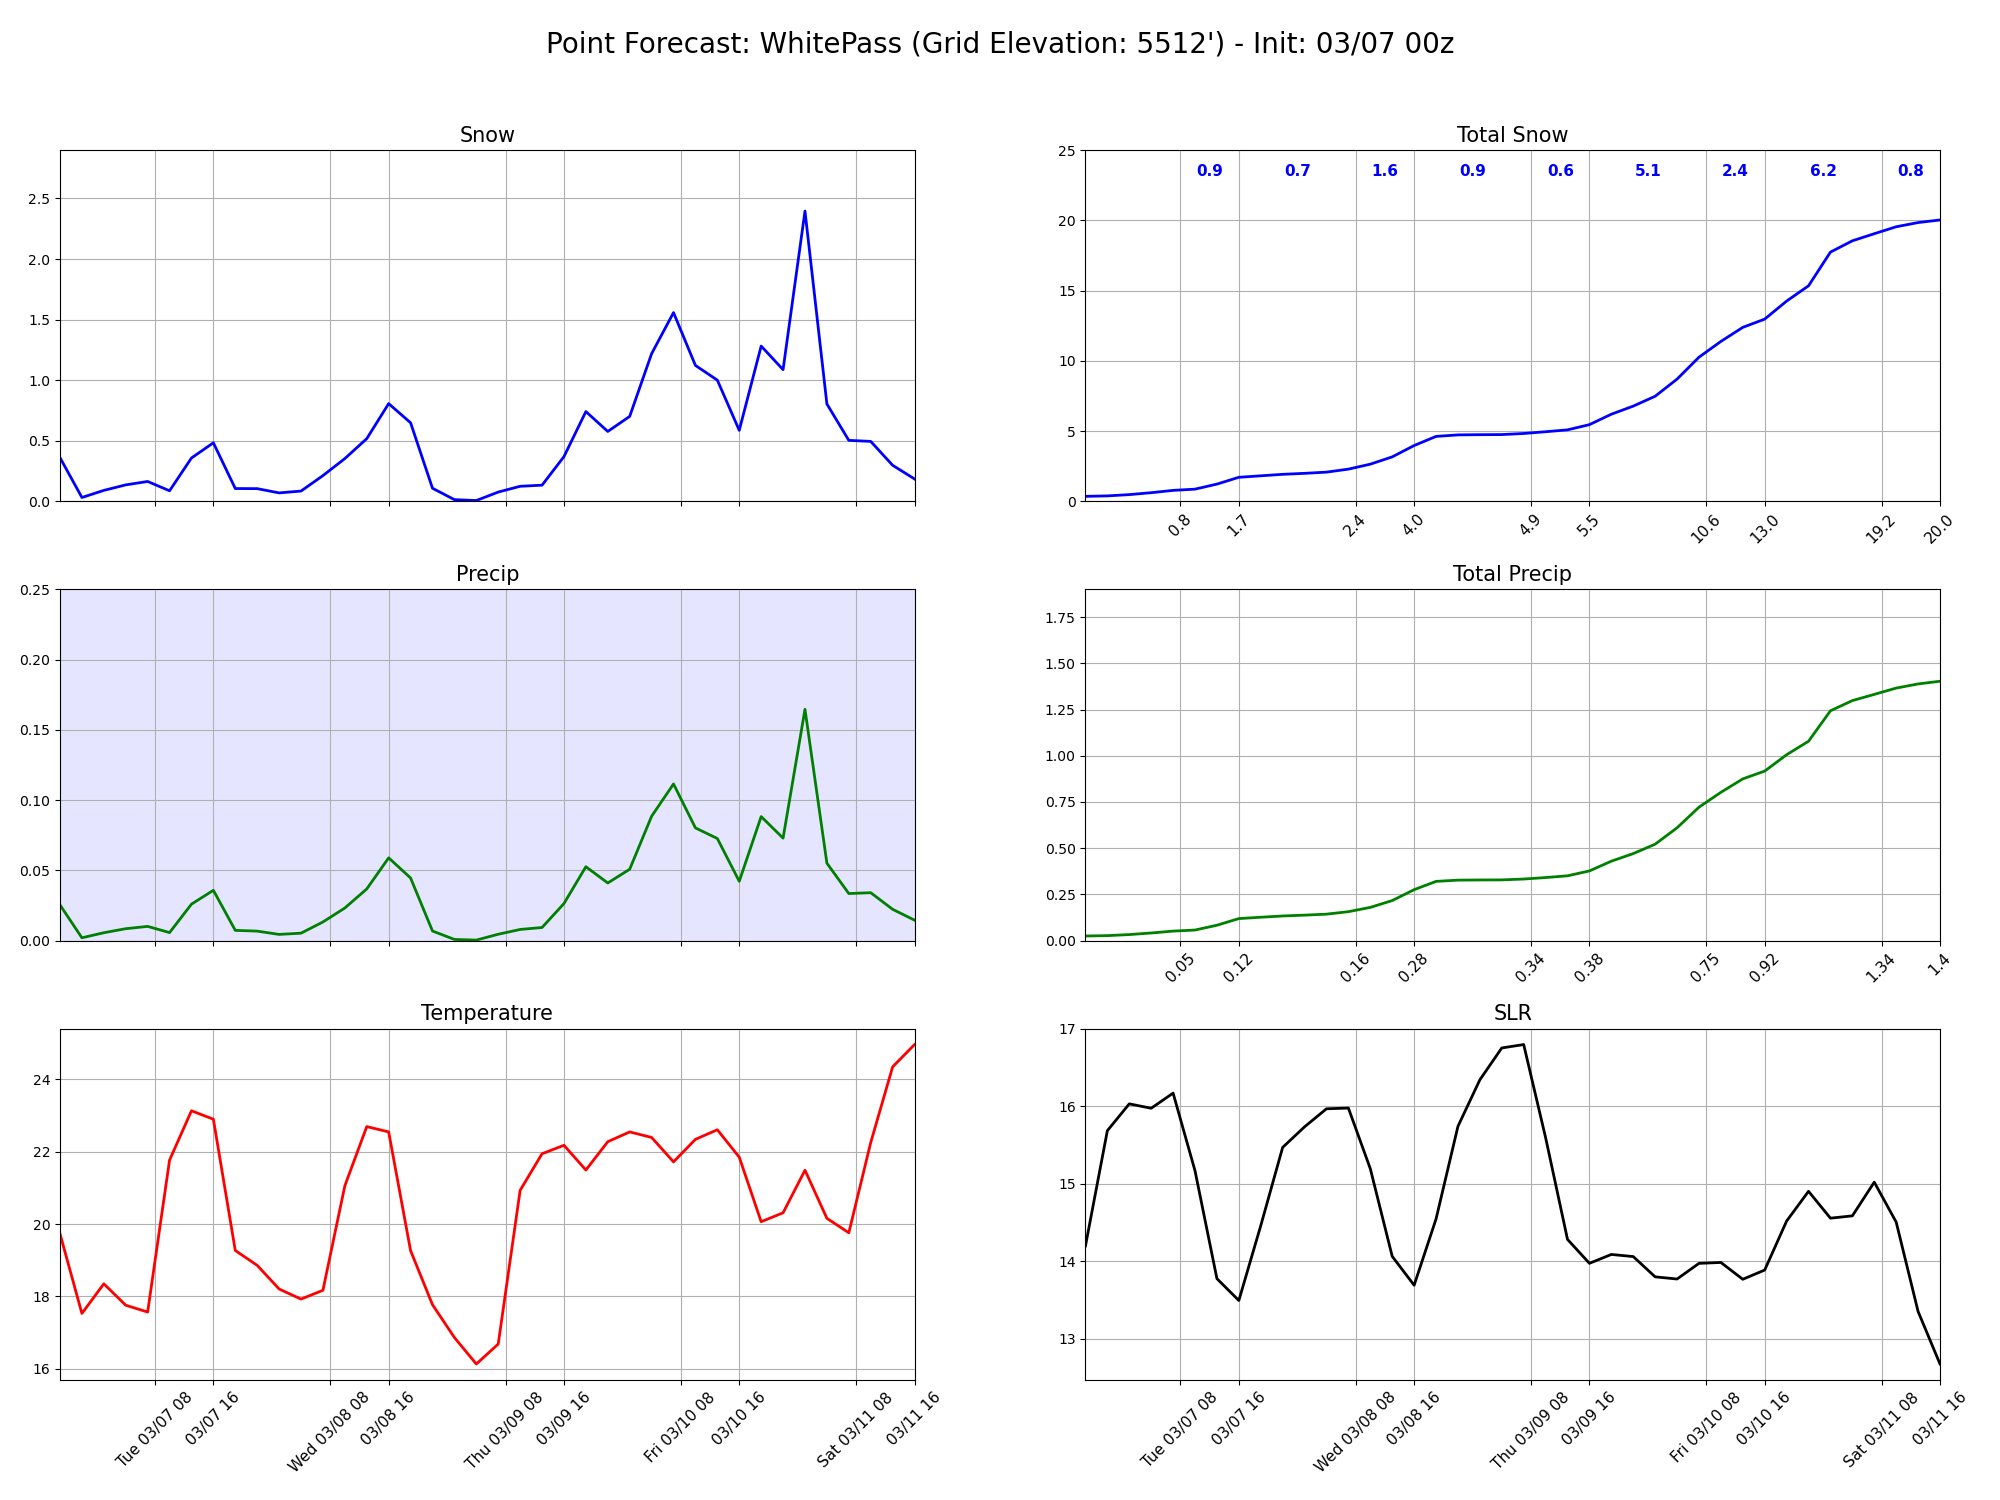 Point Forecast: WhitePass (Grid Elevation: 5512') - Init: 03/07 00z
Snow
2.5
2.0
1.5
1.0
0.5
0.0
Total Snow
25
20
15
10
5
0
0.9 0.7 1.6 0.9 0.6 5.1 2.4 6.2 0.8
0.8 1.7 2.4 4.0 4.9 5.5 10.6 13.0 19.2 20.0
Precip
0.25
0.20
0.15
0.10
0.05
0.00
Total Precip
1.75
1.50
1.25
1.00
0.75
0.50
0.25
0.00
0.05 0.12 0.16 0.28 0.34 0.38 0.75 0.92 1.34 1.4
Temperature
24
22
20
18
16
Tue 03/07 08
03/07 16
Wed 03/08 08
03/08 16
Thu 03/09 08
03/09 16
Fri 03/10 08
03/10 16
Sat 03/11 08
03/11 16
SLR
17
16
15
14
13
Tue 03/07 08
03/07 16
Wed 03/08 08
03/08 16
Thu 03/09 08
03/09 16
Fri 03/10 08
03/10 16
Sat 03/11 08
03/11 16